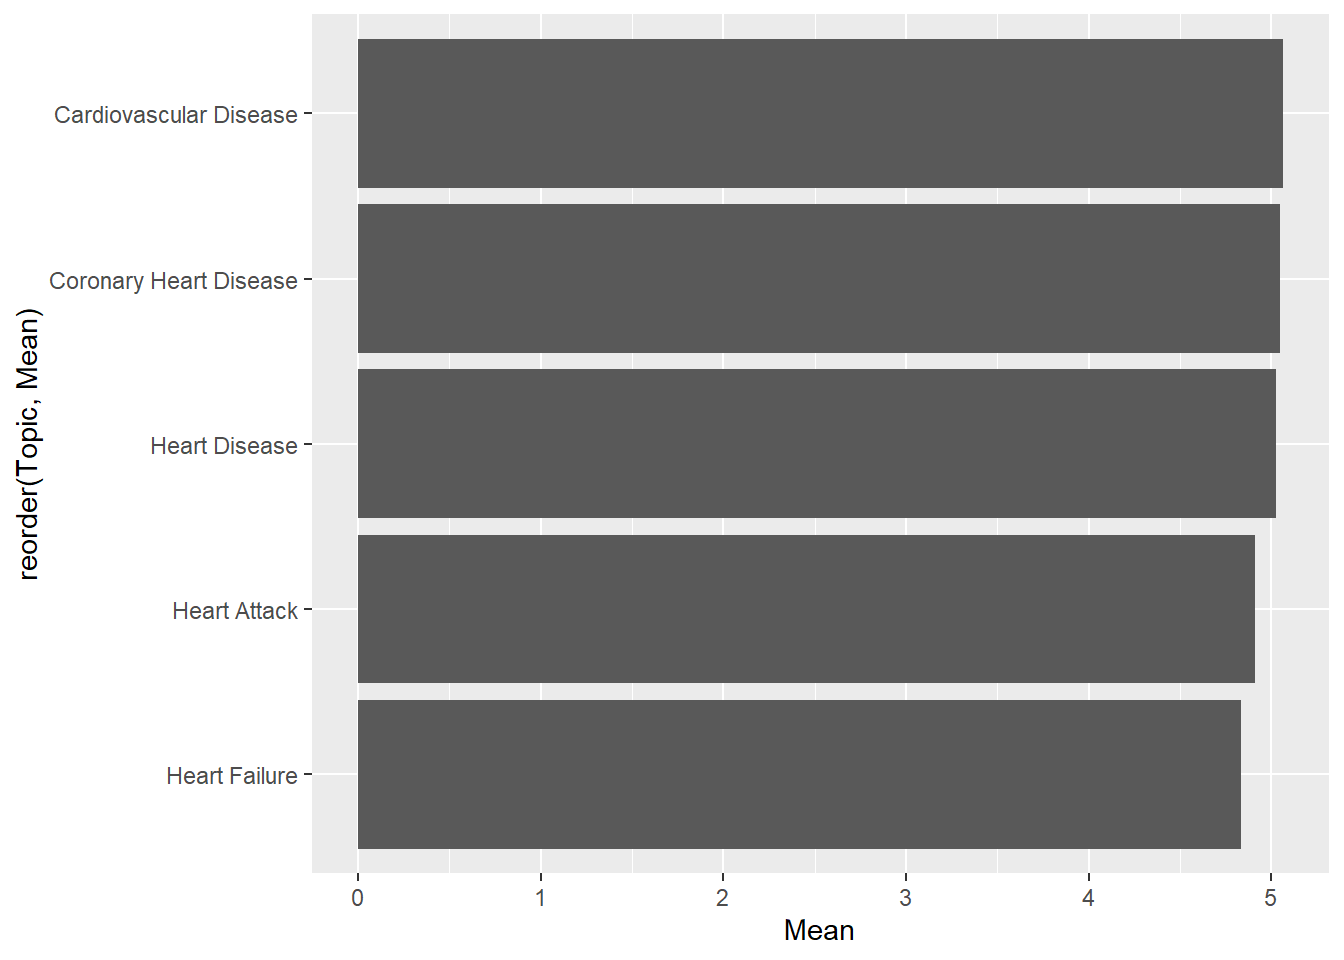 reorder(Topic, Mean)
Cardiovascular Disease
Coronary Heart Disease
Heart Disease
Heart Attack
Heart Failure
0 1 2 3 4 5
Mean